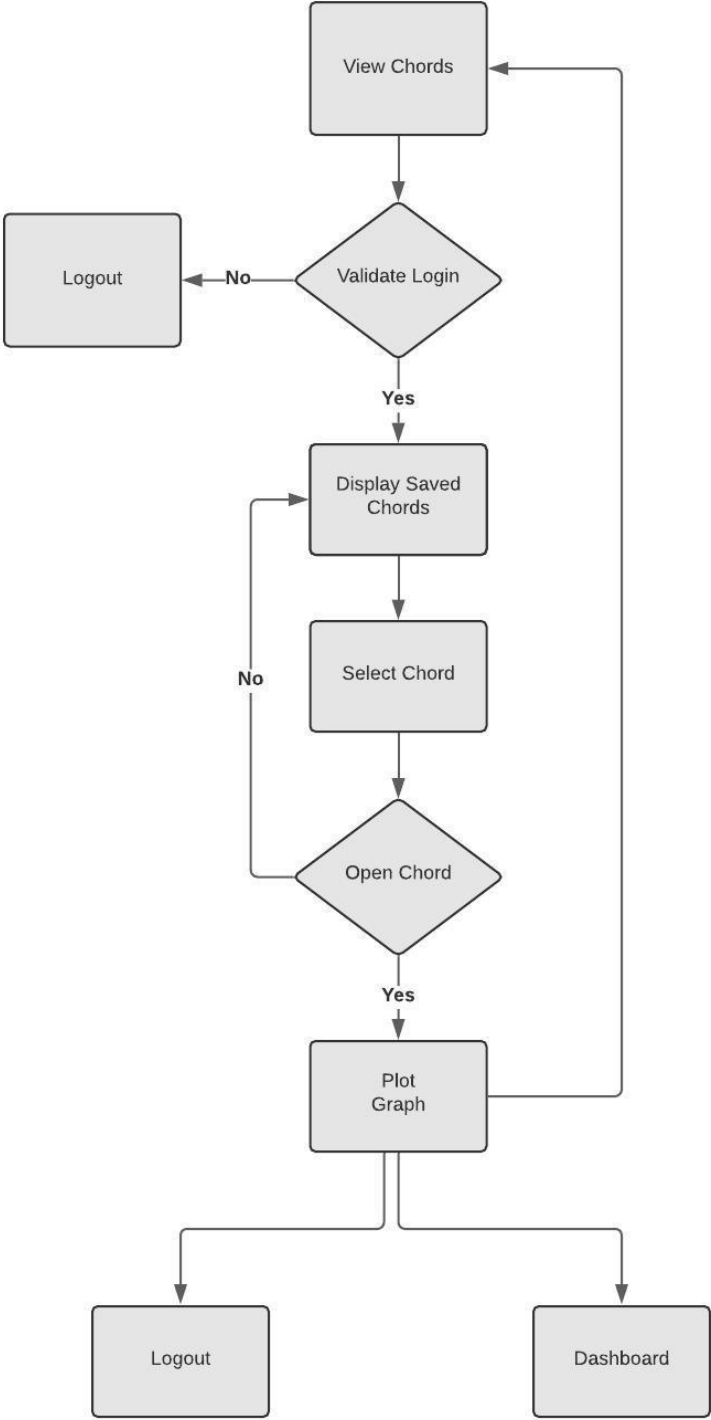 View Chords
Validate Login
No
Logout
Yes
Display Saved
Chords
Select Chord
No
Open Chord
Yes
Plot
Graph
Logout
Dashboard